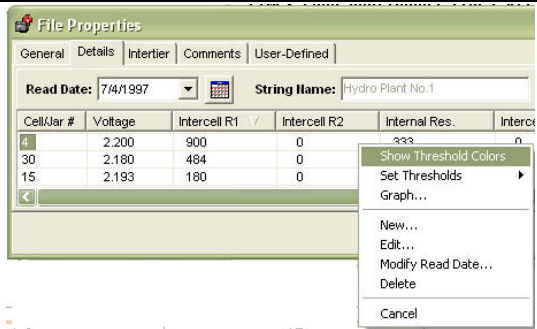 File Properties
General Details Intertier Comments User-Defined
Read Date: 7/4/1997 String Name: Hydro Plant No.1
Cell/Jar # Voltage Intercell R1 Intercell R2 Internal Res.
4 2.200 900 0 333 0
30 2.180 484 0
15 2.193 180 0
Show Threshold Colors
Set Thresholds
Graph...
New...
Edit...
Modify Read Date...
Delete
Cancel